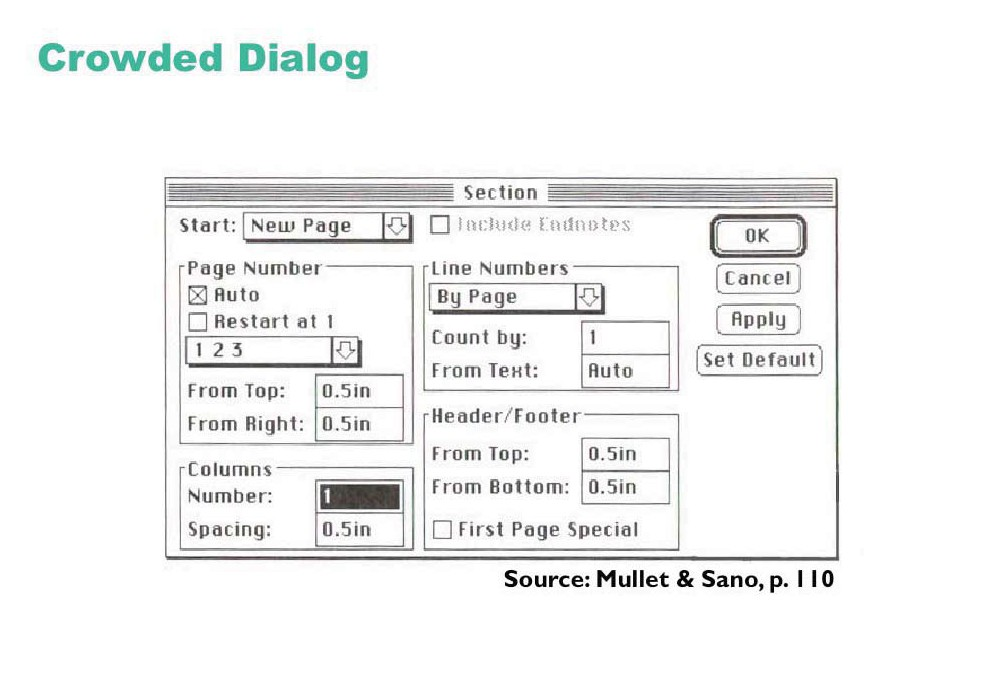 Crowded Dialog
Section
Start: New Page
Include Endnotes
Page Number
Auto
Restart at 1
1 2 3
From Top: 0.5in
From Right: 0.5in
Columns
Number: 1
Spacing: 0.5in
Line Numbers
By Page
Count by: 1
From Text: Auto
Header/Footer
From Top: 0.5in
From Bottom: 0.5in
First Page Special
OK
Cancel
Apply
Set Default
Source: Mullet & Sano, p. 110